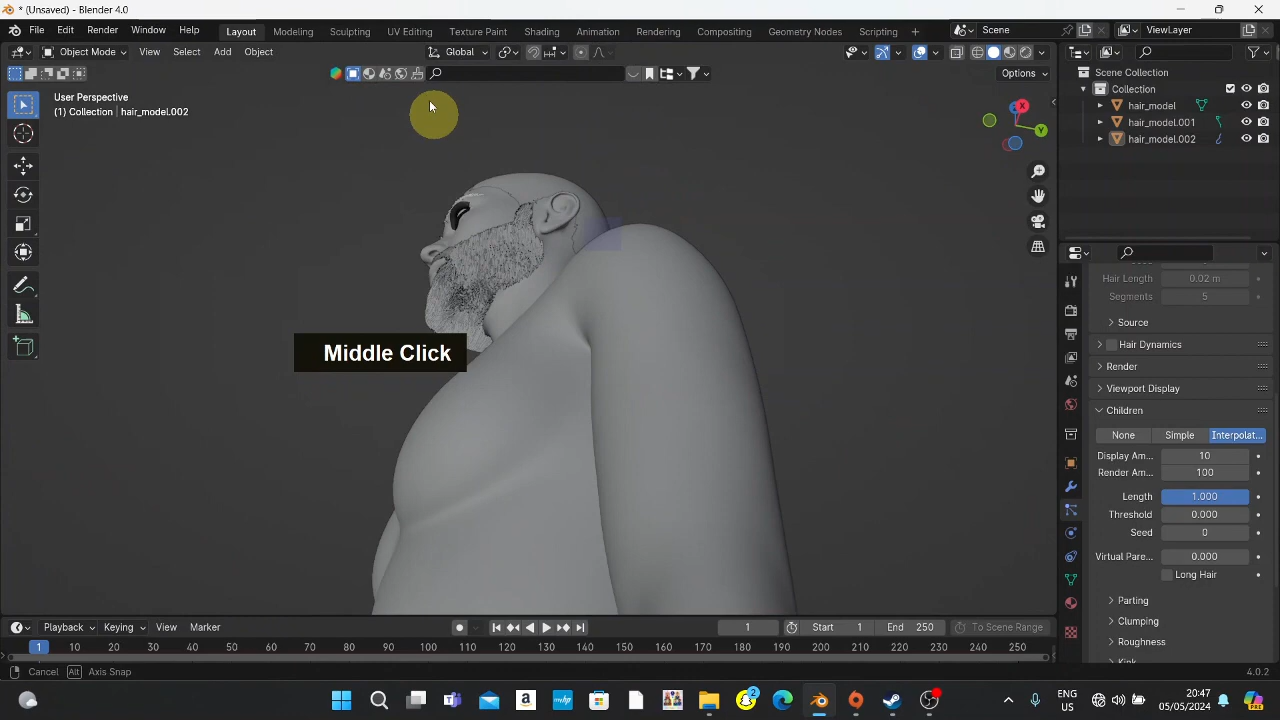 * (Unsaved) - Blender 4.0
File Edit Render Window Help Layout Modeling Sculpting UV Editing Texture Paint Shading Animation Rendering Compositing Geometry Nodes + Scene ViewLayer
Object Mode View Select Add Object Global
Options
User Perspective
(1) Collection | hair_model.002
Scene Collection
Collection
hair_model
hair_model.001
hair_model.002
X
Y
Middle Click
Hair Length 0.02 m
Segments 5
Source
Hair Dynamics
Render
Viewport Display
Children
None Simple Interpolat...
Display Am... 10
Render Am... 100
Length 1.000
Threshold 0.000
Seed 0
Virtual Pare... 0.000
Long Hair
Parting
Clumping
Roughness
Kink
Playback Keying View Marker 1 Start 1 End 250 To Scene Range
1 10 20 30 40 50 60 70 80 90 100 110 120 130 140 150 160 170 180 190 200 210 220 230 240 250
Cancel Alt Axis Snap
4.0.2
2
ENG
US
20:47
05/05/2024